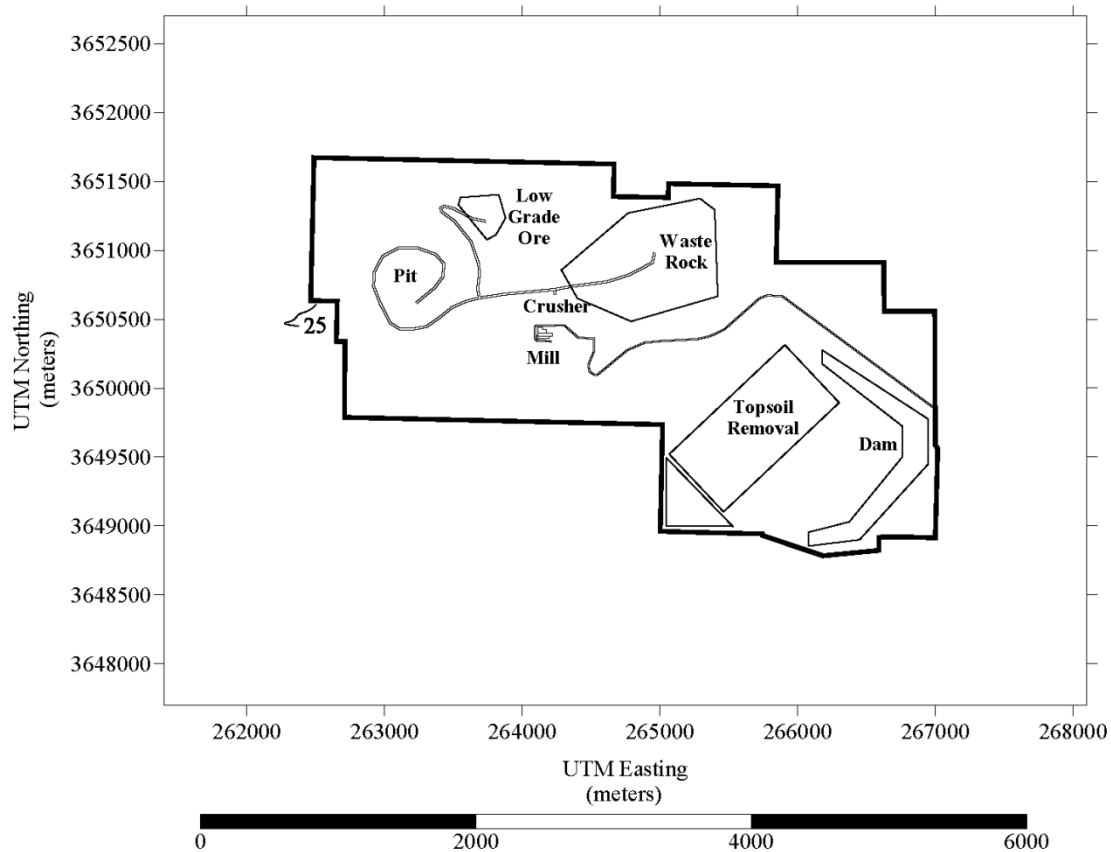 3652500
3652000
3651500
3651000
3650500
3650000
3649500
3649000
3648500
3648000
UTM Northing
(meters)
Low
Grade
Ore
Waste
Rock
Pit
Crusher
25
Mill
Topsoil
Removal
Dam
262000 263000 264000 265000 266000 267000 268000
UTM Easting
(meters)
0 2000 4000 6000